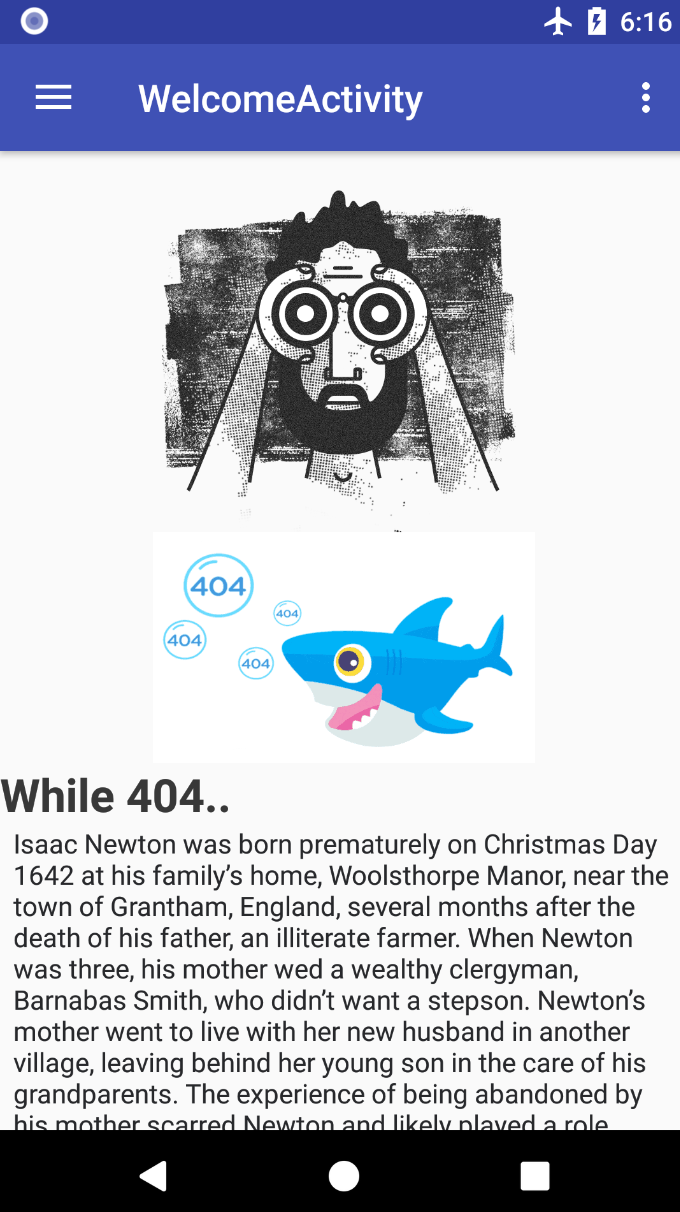 6:16
WelcomeActivity
404
404
404
404
While 404..
Isaac Newton was born prematurely on Christmas Day
1642 at his family’s home, Woolsthorpe Manor, near the
town of Grantham, England, several months after the
death of his father, an illiterate farmer. When Newton
was three, his mother wed a wealthy clergyman,
Barnabas Smith, who didn’t want a stepson. Newton’s
mother went to live with her new husband in another
village, leaving behind her young son in the care of his
grandparents. The experience of being abandoned by
his mother scarred Newton and likely played a role